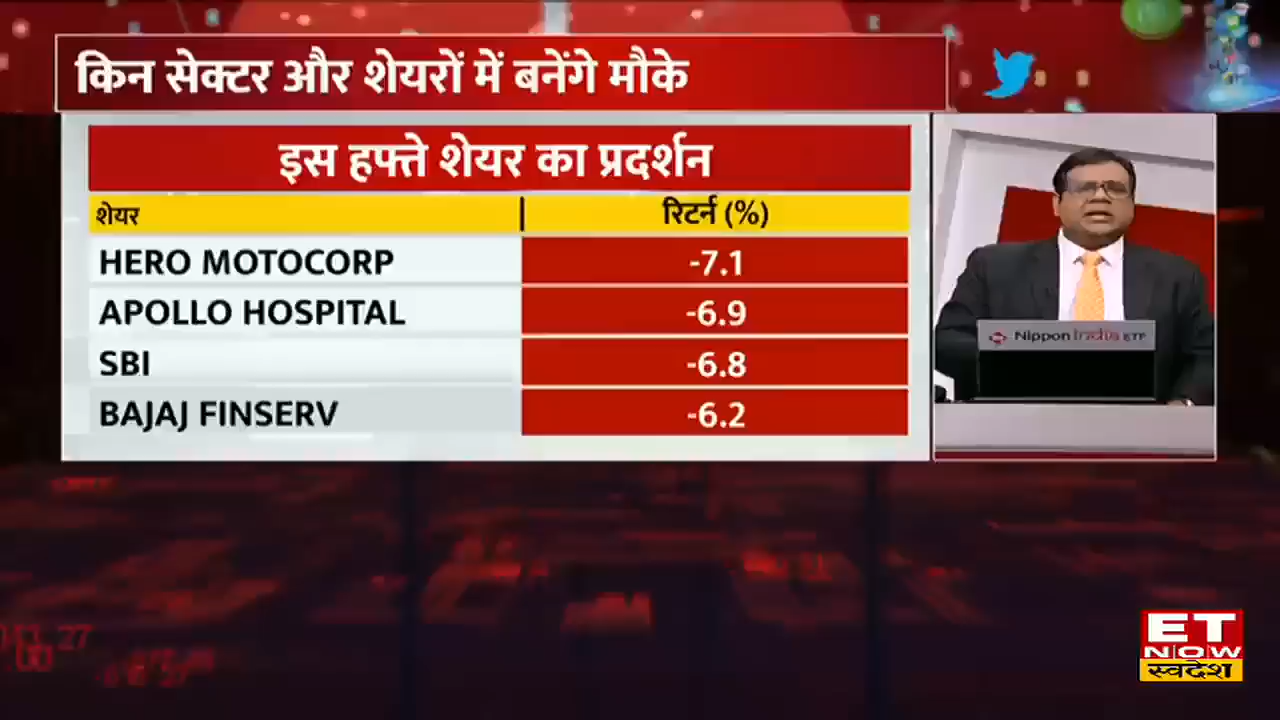 किन सेक्टर और शेयरों में बनेंगे मौके
इस हफ्ते शेयर का प्रदर्शन
शेयर रिटर्न (%)
HERO MOTOCORP -7.1
APOLLO HOSPITAL -6.9
SBI -6.8
BAJAJ FINSERV -6.2
Nippon India ETF
ET
NOW
स्वदेश